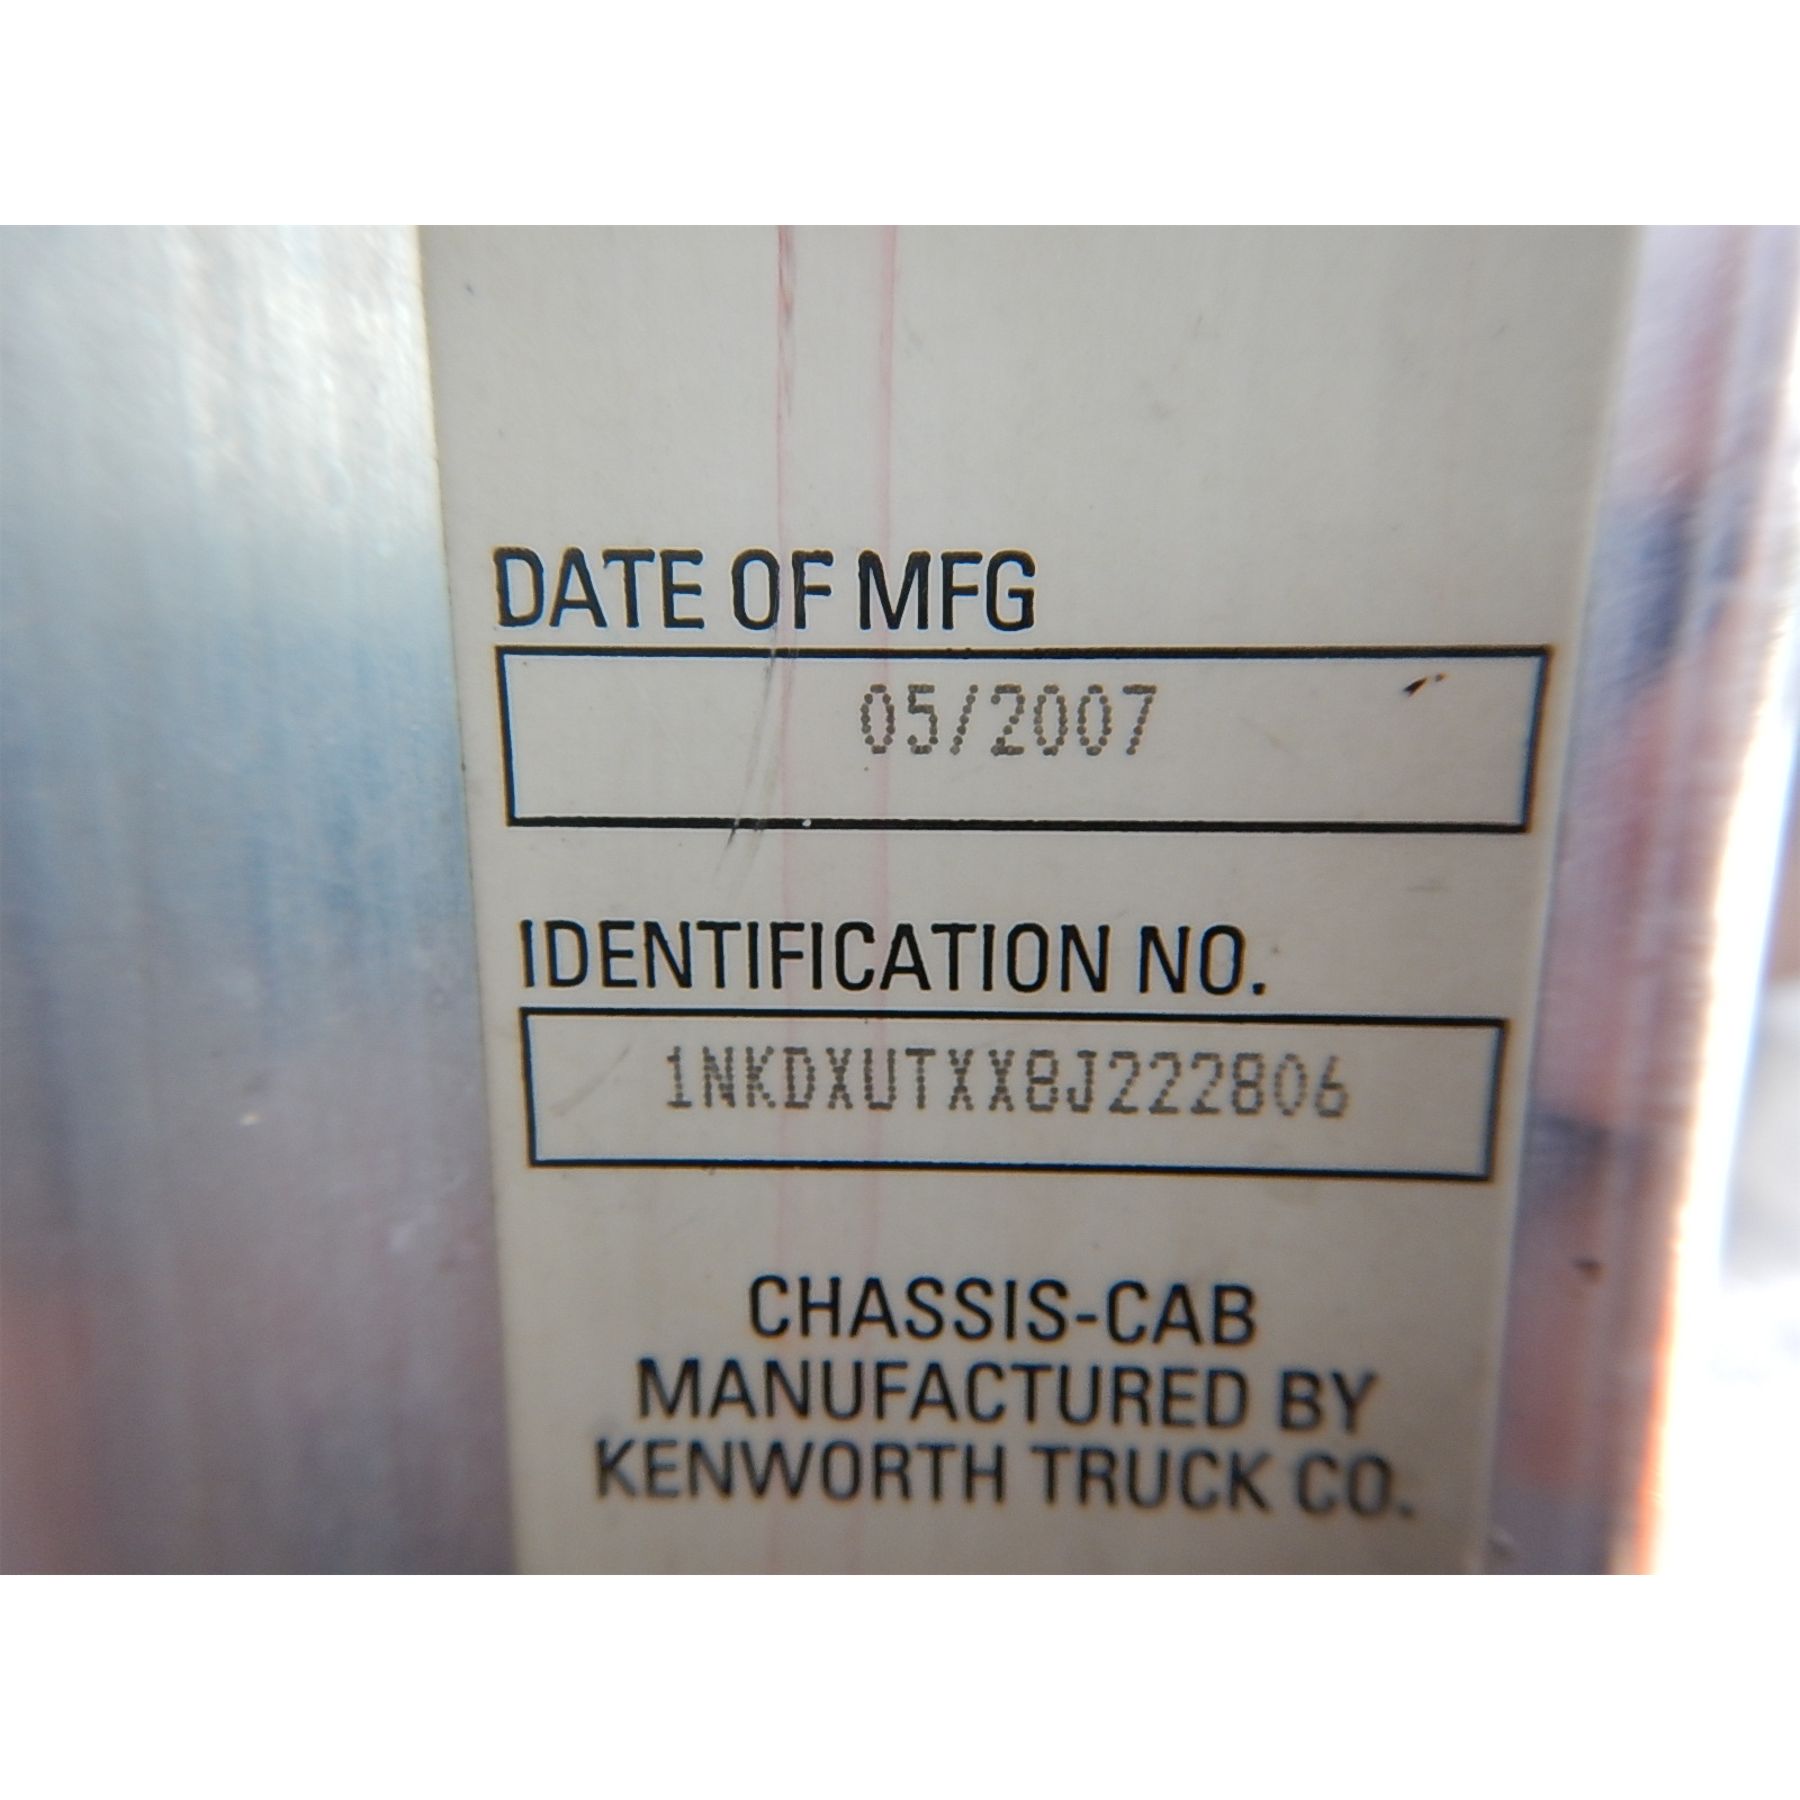 DATE OF MFG
05/2007
IDENTIFICATION NO.
1NKDXUTXX8J222806
CHASSIS-CAB
MANUFACTURED BY
KENWORTH TRUCK CO.